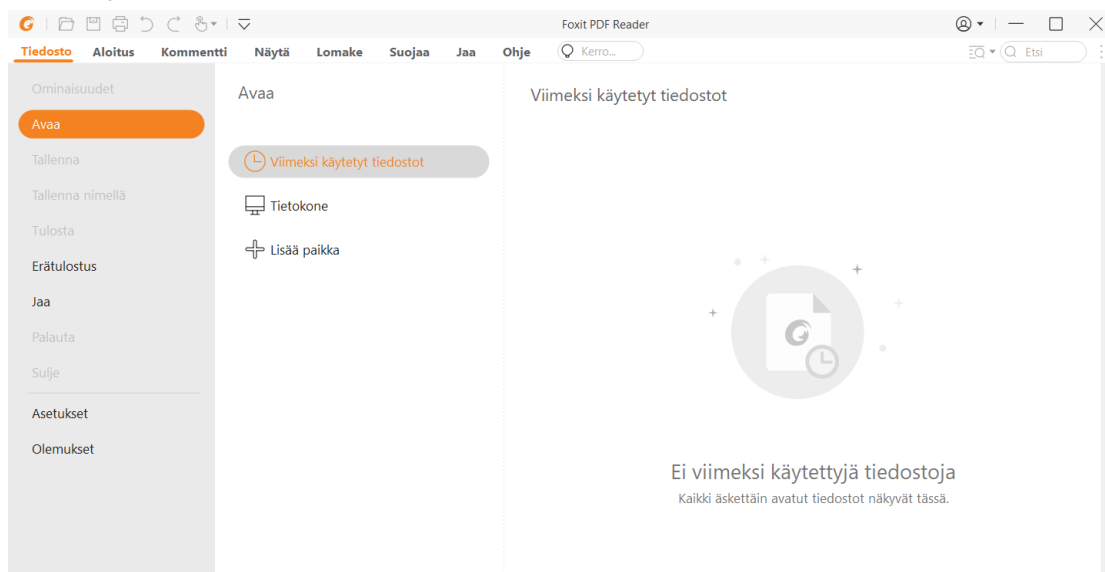 Foxit PDF Reader
Tiedosto Aloitus Kommentti Näytä Lomake Suojaa Jaa Ohje Kerro... Etsi
Ominaisuudet
Avaa
Tallenna
Tallenna nimellä
Tulosta
Erätulostus
Jaa
Palauta
Sulje
Asetukset
Olemukset
Avaa
Viimeksi käytetyt tiedostot
Tietokone
Lisää paikka
Viimeksi käytetyt tiedostot
Ei viimeksi käytettyjä tiedostoja
Kaikki äskettäin avatut tiedostot näkyvät tässä.